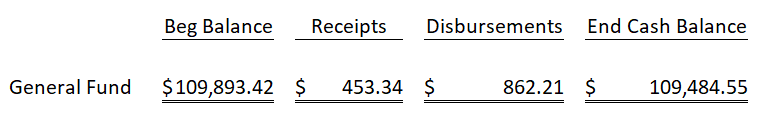 Beg Balance Receipts Disbursements End Cash Balance
General Fund $109,893.42 $ 453.34 $ 862.21 $ 109,484.55